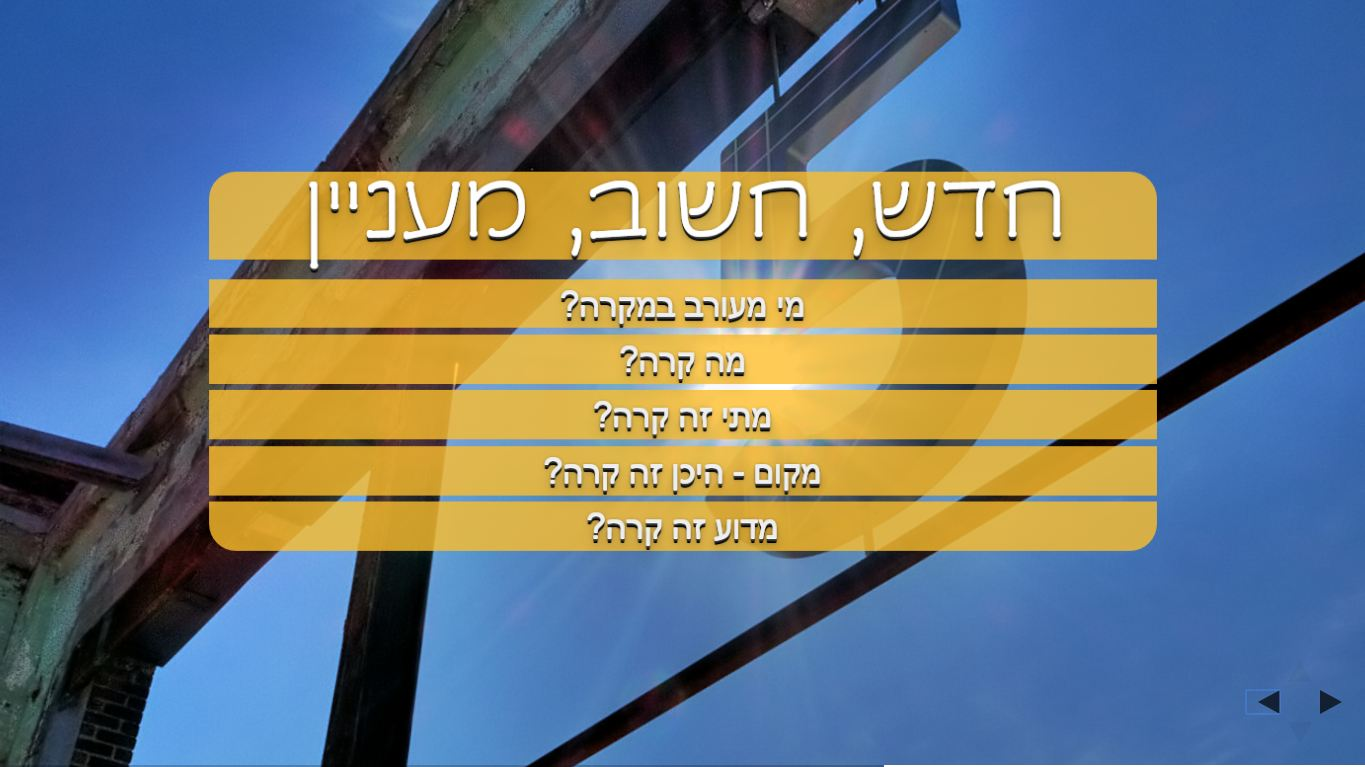 חדש, חשוב, מעניין
מי מעורב במקרה?
מה קרה?
מתי זה קרה?
מקום - היכן זה קרה?
מדוע זה קרה?